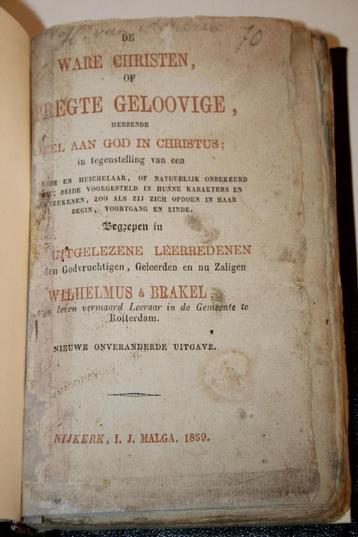 70
DE
WARE CHRISTEN,
OF
REGTE GELOOVIGE,
HEBBENDE
DEEL AAN GOD IN CHRISTUS;
in tegenstelling van een
EN HUICHELAAR, OF NATUURLIJK ONBEKEERD
BEIDE VOORGESTELD IN HUNNE KARAKTERS EN
ZOO ALS ZIJ ZICH OPDOEN IN HAAR
BEGIN, VOORTGANG EN EINDE.
Begrepen in
UITGELEZENE LEERREDENEN
den Godvruchtigen, Geleerden en nu Zaligen
WILHELMUS à BRAKEL,
leven vermaard Leeraar in de Gemeente te
Rotterdam.
NIEUWE ONVERANDERDE UITGAVE.
NIJKERK, I. J. MALGA. 1859.